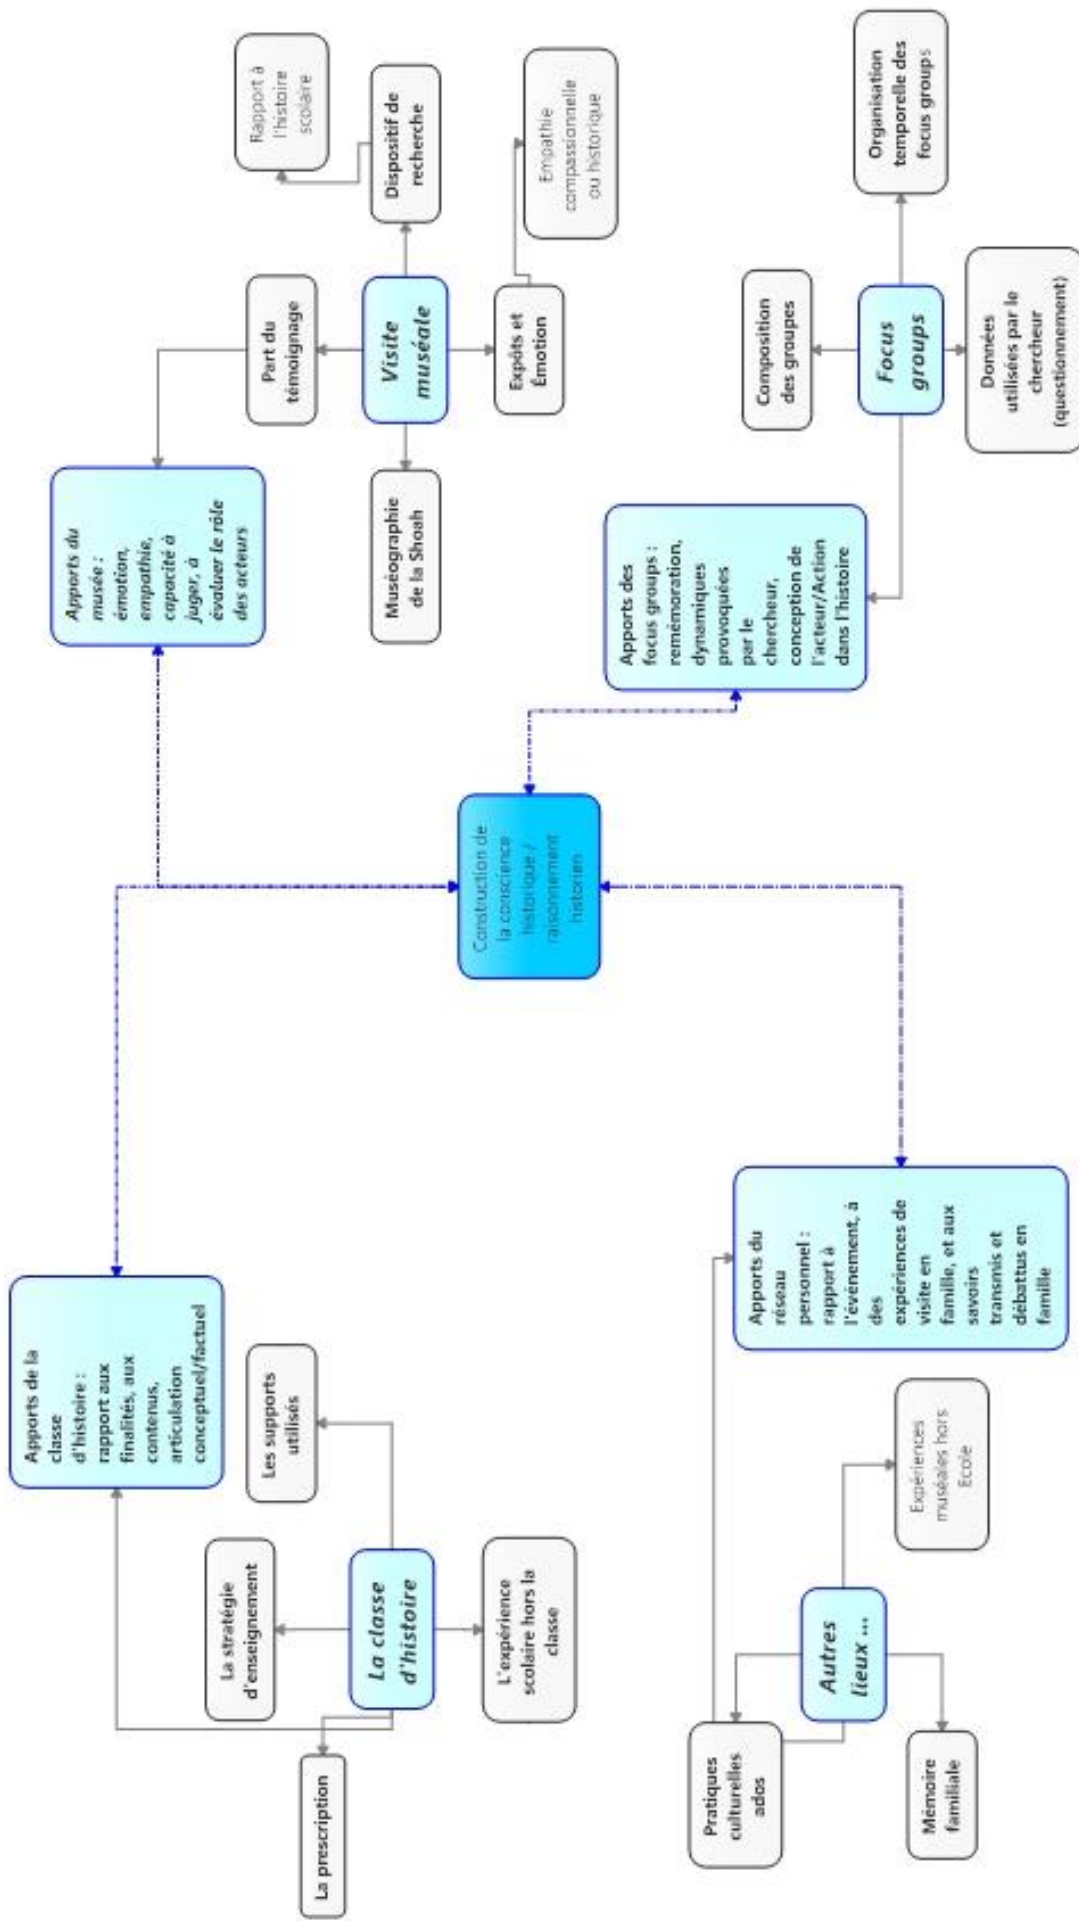 Apports de la
classe
d'histoire :
rapport aux
finalités, aux
contenus,
articulation
conceptuel/factuel
La stratégie
d'enseignement
Les supports
utilisés
La prescription
La classe
d'histoire
L'expérience
scolaire hors la
classe
Apports du
musée :
émotion,
empathie,
capacité à
juger, à
évaluer le rôle
des acteurs
Part du
témoignage
Rapport à
l'histoire
scolaire
Muséographie
de la Shoah
Visite
muséale
Dispositif de
recherche
Expôts et
Émotion
Empathie
compassionnelle
ou historique
Construction de
la conscience
historique /
raisonnement
historien
Pratiques
culturelles
ados
Autres
lieux ...
Mémoire
familiale
Expériences
muséales hors
Ecole
Apports du
réseau
personnel :
rapport à
l'événement, à
des
expériences de
visite en
famille, et aux
savoirs
transmis et
débattus en
famille
Apports des
focus groups :
remémoration,
dynamiques
provoquées
par le
chercheur,
conception de
l'acteur/Action
dans l'histoire
Composition
des groupes
Focus
groups
Organisation
temporelle des
focus groups
Données
utilisées par le
chercheur
(questionnement)